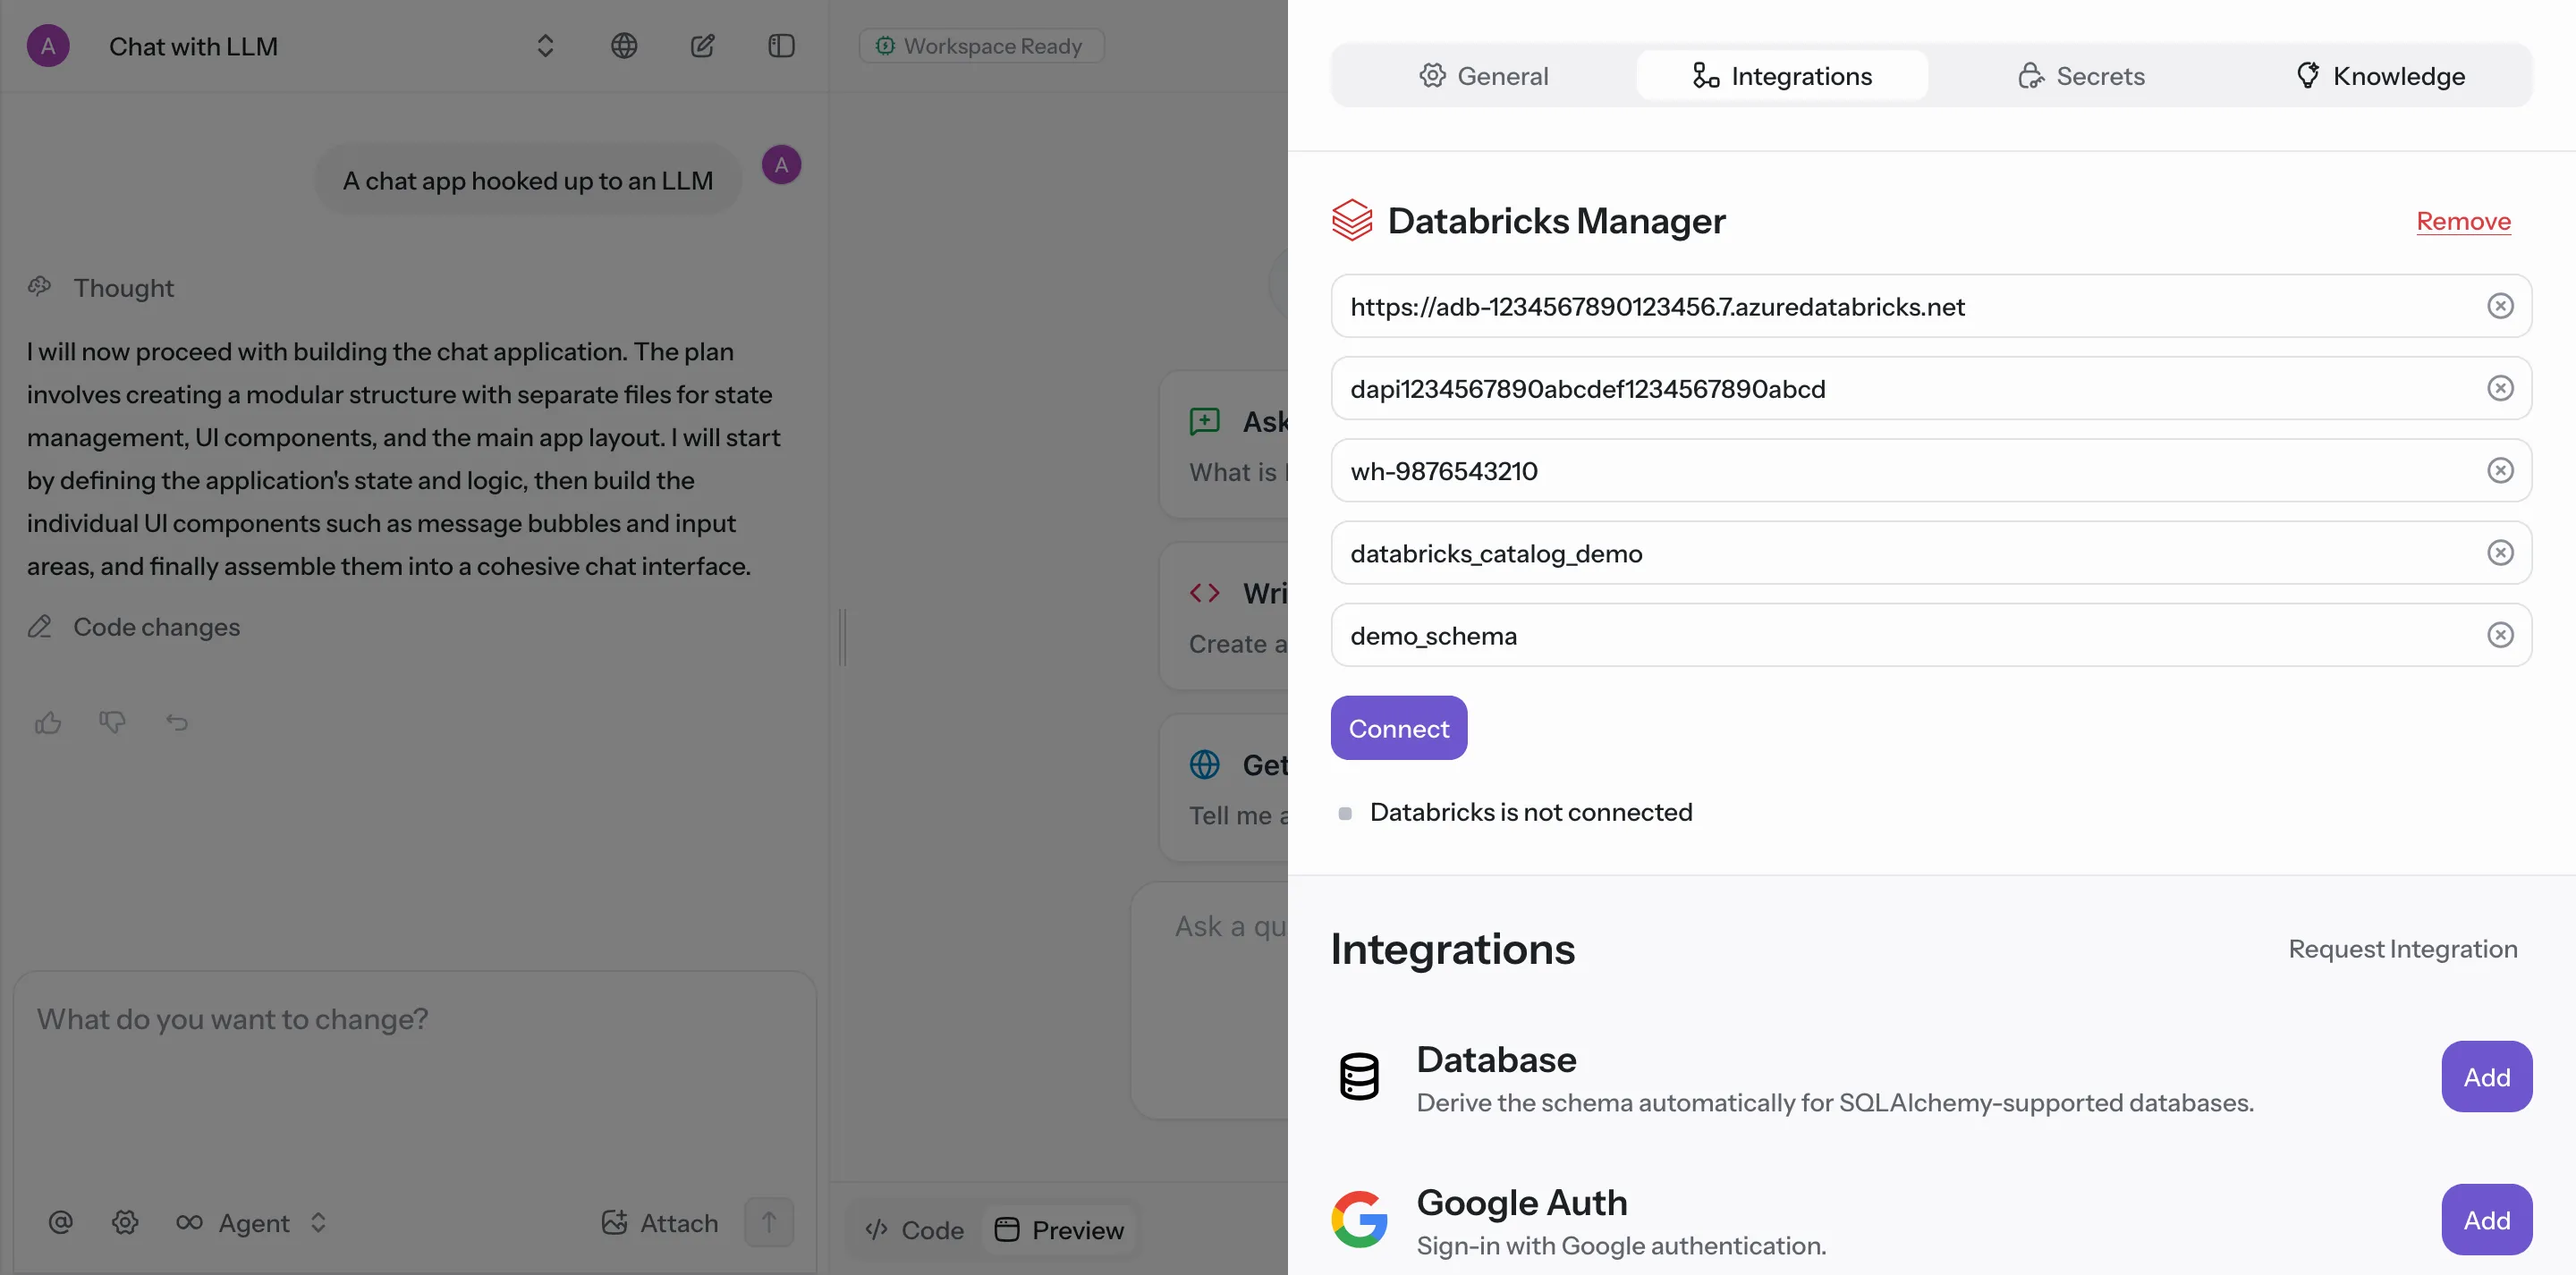 A
Chat with LLM
Workspace Ready
General
Integrations
Secrets
Knowledge
A chat app hooked up to an LLM
A
Thought
I will now proceed with building the chat application. The plan
involves creating a modular structure with separate files for state
management, UI components, and the main app layout. I will start
by defining the application's state and logic, then build the
individual UI components such as message bubbles and input
areas, and finally assemble them into a cohesive chat interface.
Code changes
What do you want to change?
Agent
Attach
Ask
What is
Wri
Create a
Get
Tell me a
Ask a qu
Code
Preview
Databricks Manager
Remove
https://adb-1234567890123456.7.azuredatabricks.net
dapi1234567890abcdef1234567890abcd
wh-9876543210
databricks_catalog_demo
demo_schema
Connect
Databricks is not connected
Integrations
Request Integration
Database
Derive the schema automatically for SQLAlchemy-supported databases.
Add
Google Auth
Sign-in with Google authentication.
Add